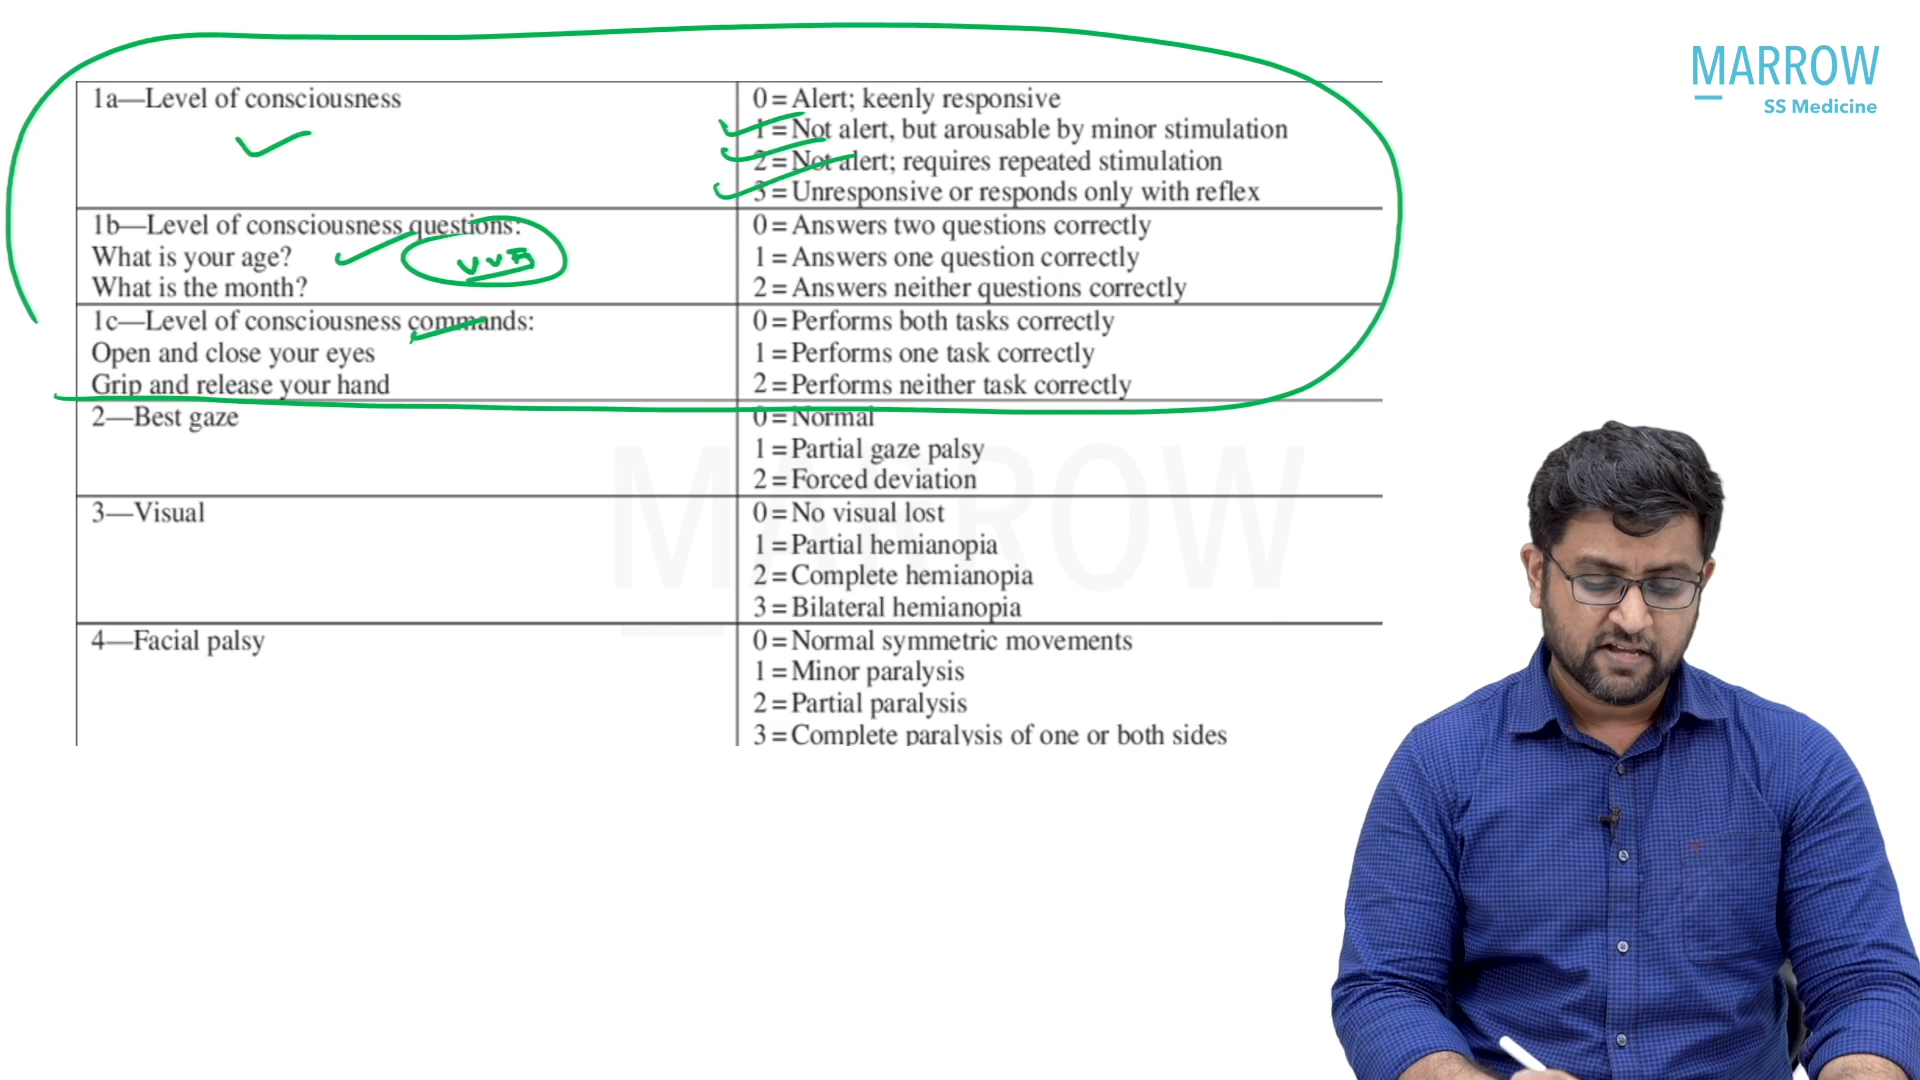 MARROW
SS Medicine
1a—Level of consciousness
0 = Alert; keenly responsive
1 = Not alert, but arousable by minor stimulation
2 = Not alert; requires repeated stimulation
3 = Unresponsive or responds only with reflex
1b—Level of consciousness questions:
What is your age?
What is the month?
0 = Answers two questions correctly
1 = Answers one question correctly
2 = Answers neither questions correctly
1c—Level of consciousness commands:
Open and close your eyes
Grip and release your hand
0 = Performs both tasks correctly
1 = Performs one task correctly
2 = Performs neither task correctly
2—Best gaze
0 = Normal
1 = Partial gaze palsy
2 = Forced deviation
3—Visual
0 = No visual lost
1 = Partial hemianopia
2 = Complete hemianopia
3 = Bilateral hemianopia
4—Facial palsy
0 = Normal symmetric movements
1 = Minor paralysis
2 = Partial paralysis
3 = Complete paralysis of one or both sides
MARROW